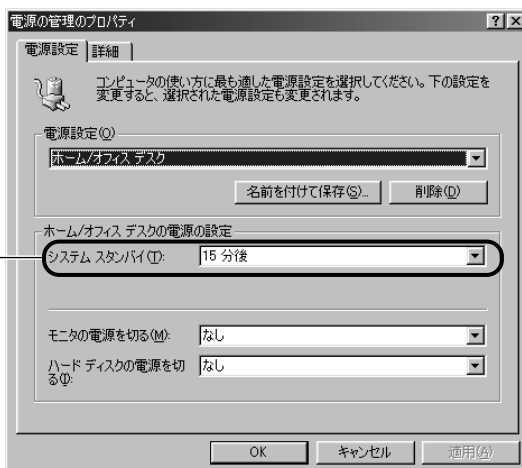 電源の管理のプロパティ
電源設定 詳細
コンピュータの使い方に最も適した電源設定を選択してください。下の設定を
変更すると、選択された電源設定も変更されます。
電源設定(O)
ホーム/オフィス デスク
名前を付けて保存(S)... 削除(D)
ホーム/オフィス デスクの電源の設定
システム スタンバイ(T): 15 分後
モニタの電源を切る(M): なし
ハード ディスクの電源を切 なし
る(I):
OK キャンセル 適用(A)